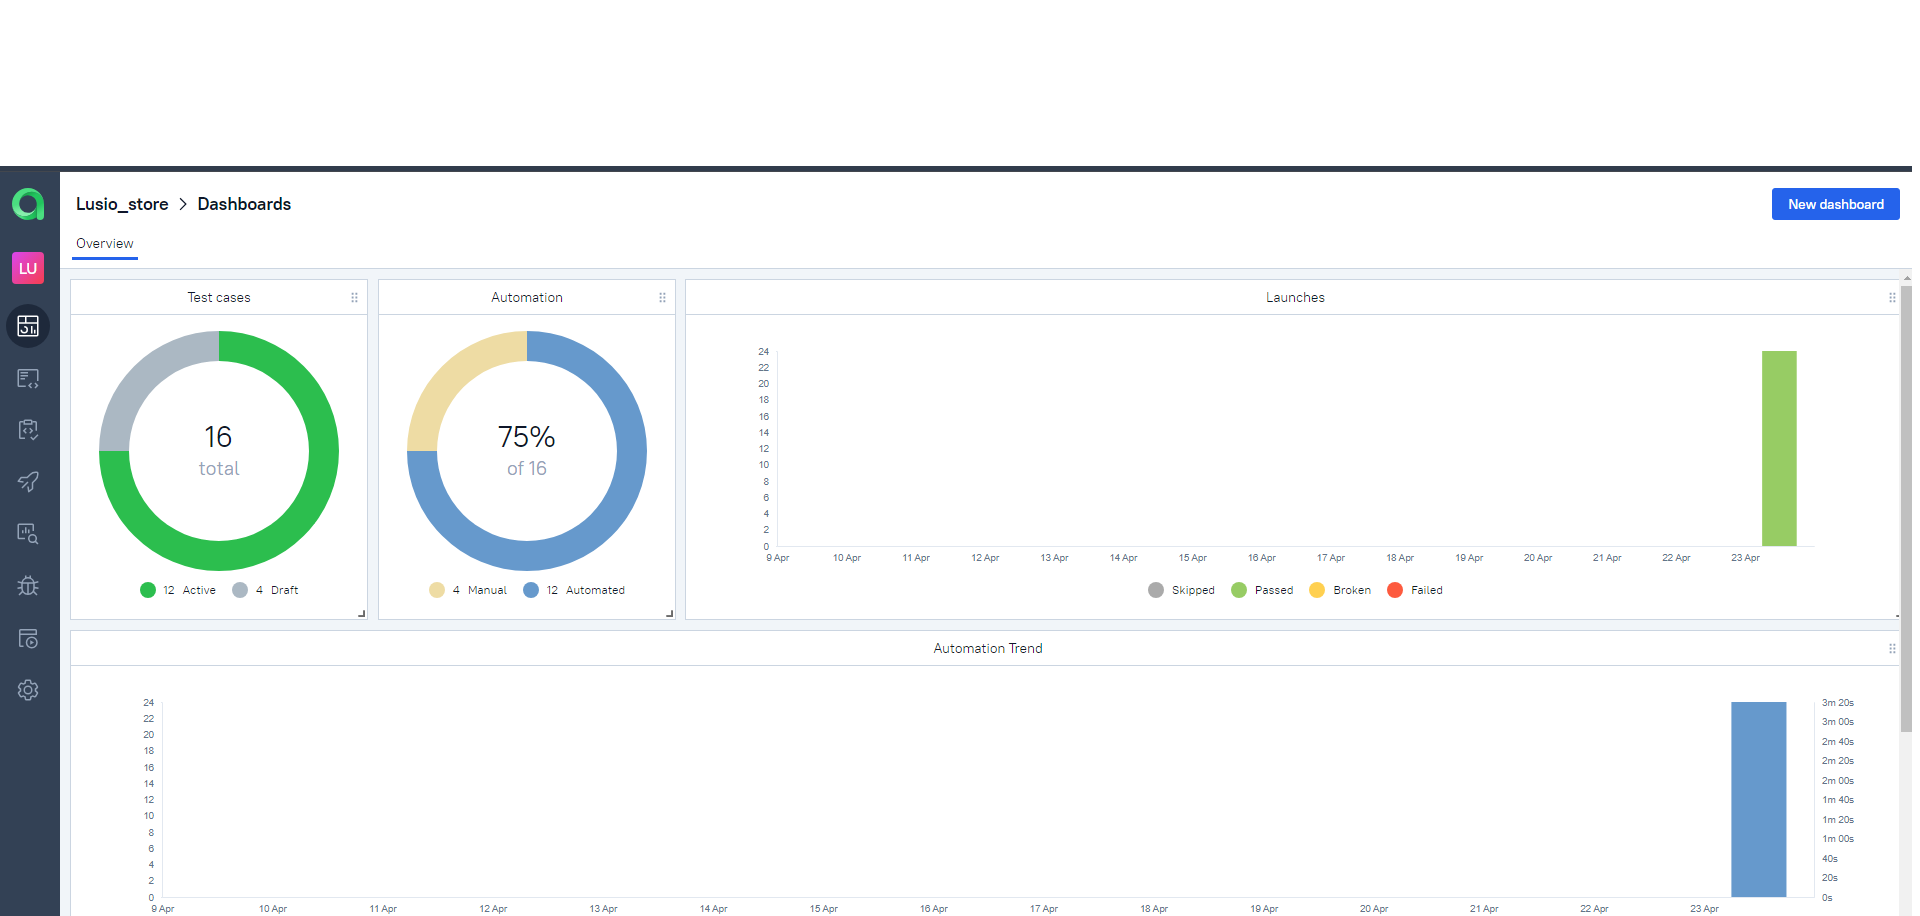 Lusio_store > Dashboards
New dashboard
Overview
LU
Test cases
16
total
12 Active 4 Draft
Automation
75%
of 16
4 Manual 12 Automated
Launches
24
22
20
18
16
14
12
10
8
6
4
2
0
9 Apr 10 Apr 11 Apr 12 Apr 13 Apr 14 Apr 15 Apr 16 Apr 17 Apr 18 Apr 19 Apr 20 Apr 21 Apr 22 Apr 23 Apr
Skipped Passed Broken Failed
Automation Trend
24
22
20
18
16
14
12
10
8
6
4
2
0
3m 20s
3m 00s
2m 40s
2m 20s
2m 00s
1m 40s
1m 20s
1m 00s
40s
20s
0s
9 Apr 10 Apr 11 Apr 12 Apr 13 Apr 14 Apr 15 Apr 16 Apr 17 Apr 18 Apr 19 Apr 20 Apr 21 Apr 22 Apr 23 Apr